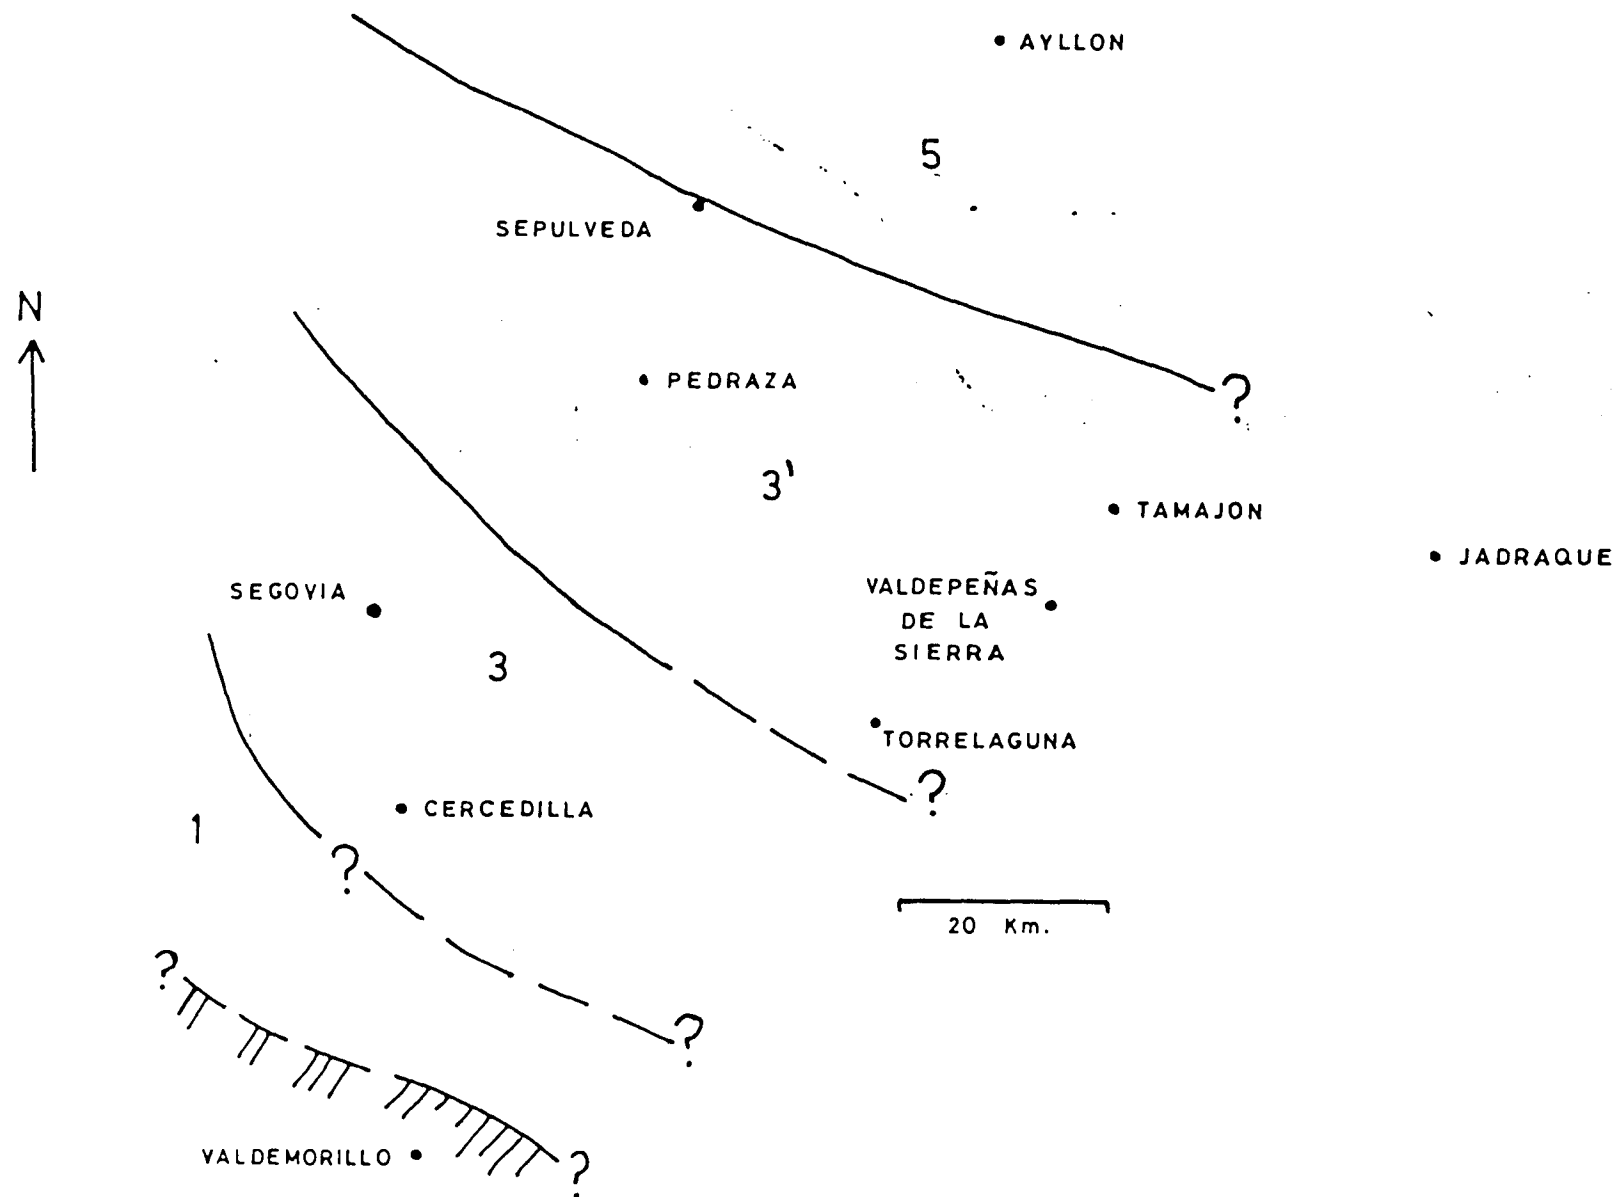 AYLLON
5
SEPULVEDA
N
PEDRAZA
?
3'
TAMAJON
JADRAQUE
SEGOVIA
VALDEPEÑAS
DE LA
SIERRA
3
TORRELAGUNA
?
CERCEDILLA
1
?
20 Km.
?
?
VALDEMORILLO
?